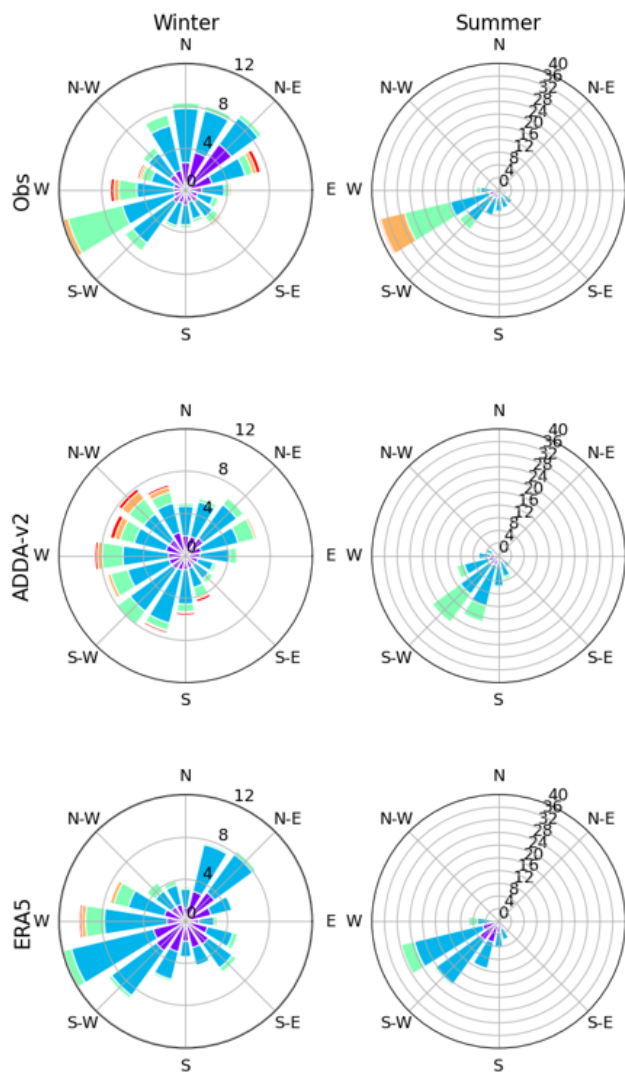 Winter Summer
N N
12 40
36
N-W N-E N-W N-E
32
28
8 24
20
16
4 12
8
4
0 0
Obs W E W
S-W S-E S-W S-E
S S
N N
12 40
36
N-W N-E N-W N-E
32
28
8 24
20
16
4 12
8
4
0 0
ADDA-v2 W E W
S-W S-E S-W S-E
S S
N N
12 40
36
N-W N-E N-W N-E
32
28
8 24
20
16
4 12
8
4
0 0
ERA5 W E W
S-W S-E S-W S-E
S S